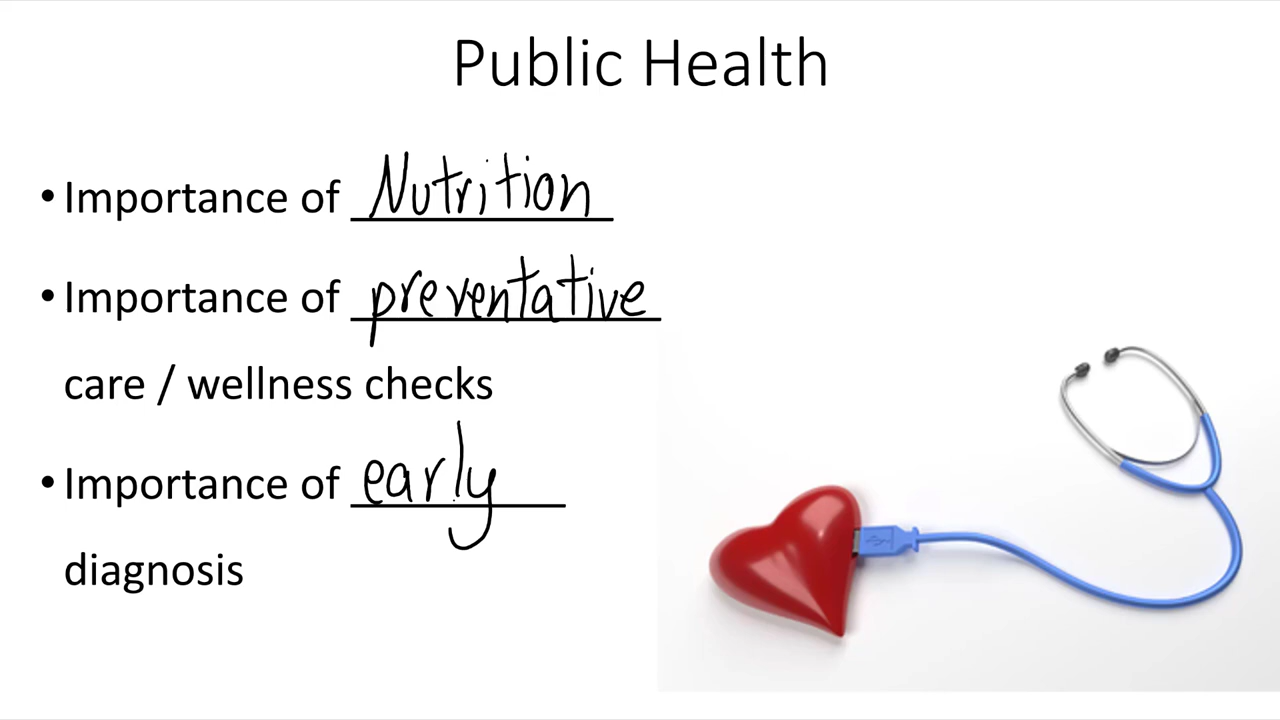 Public Health
•Importance of Nutrition
•Importance of preventative
care / wellness checks
•Importance of early
diagnosis